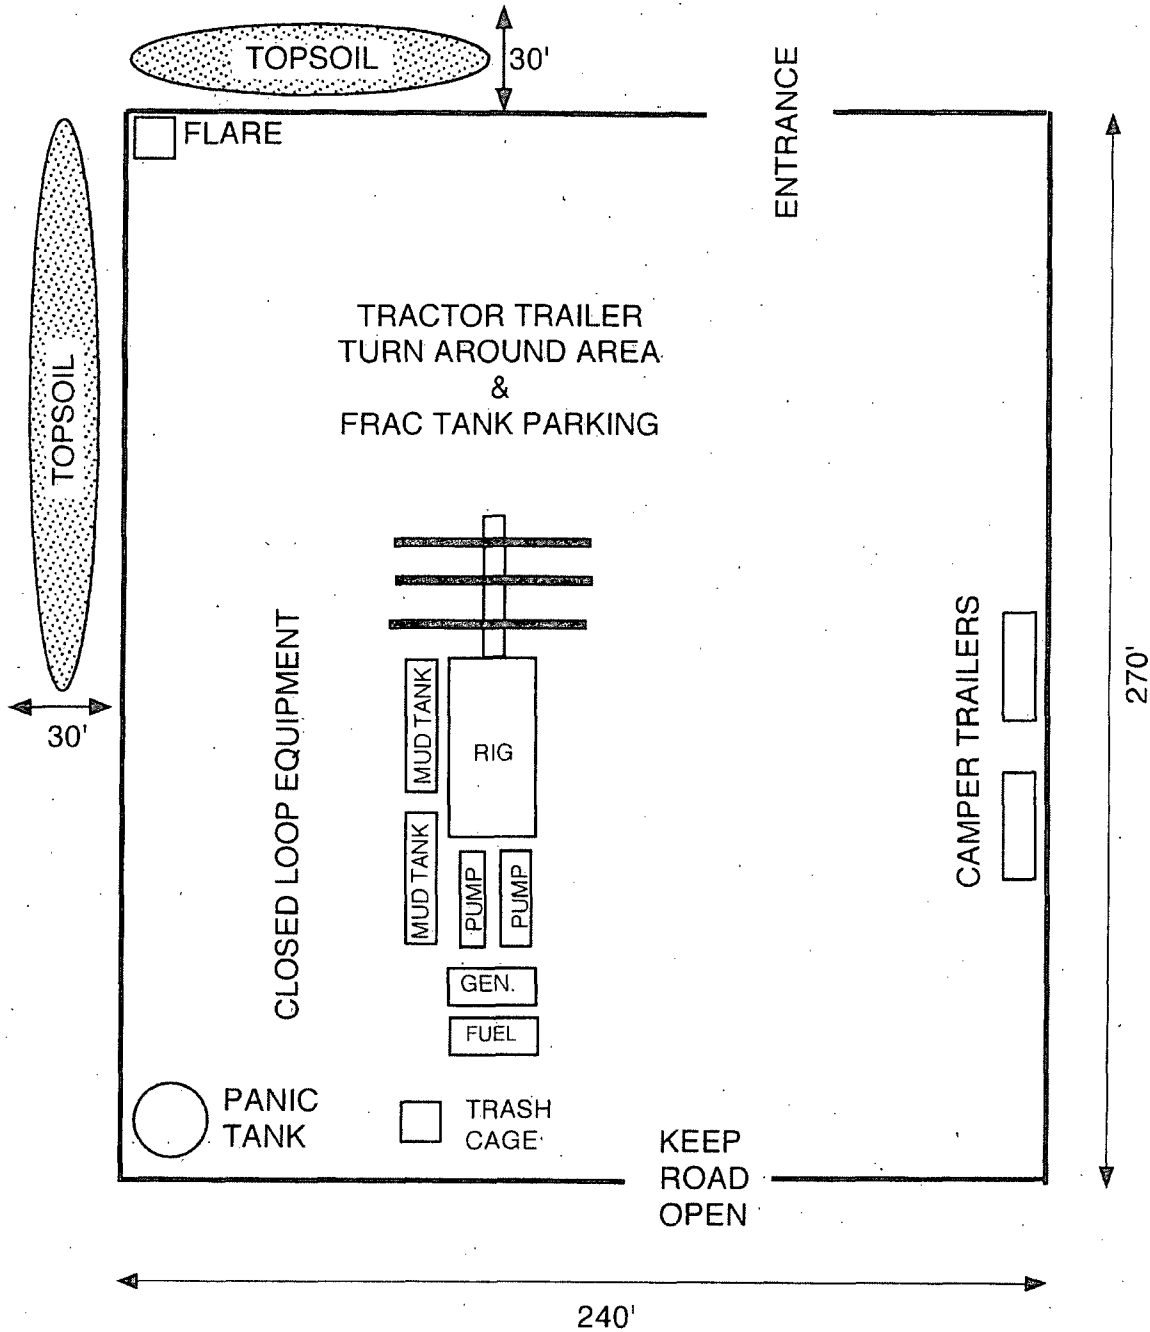 TOPSOIL
30'
ENTRANCE
FLARE
TOPSOIL
30'
TRACTOR TRAILER
TURN AROUND AREA
&
FRAC TANK PARKING
CLOSED LOOP EQUIPMENT
MUD TANK
RIG
MUD TANK
PUMP
PUMP
GEN.
FUEL
CAMPER TRAILERS
270'
PANIC
TANK
TRASH
CAGE
KEEP
ROAD
OPEN
240'